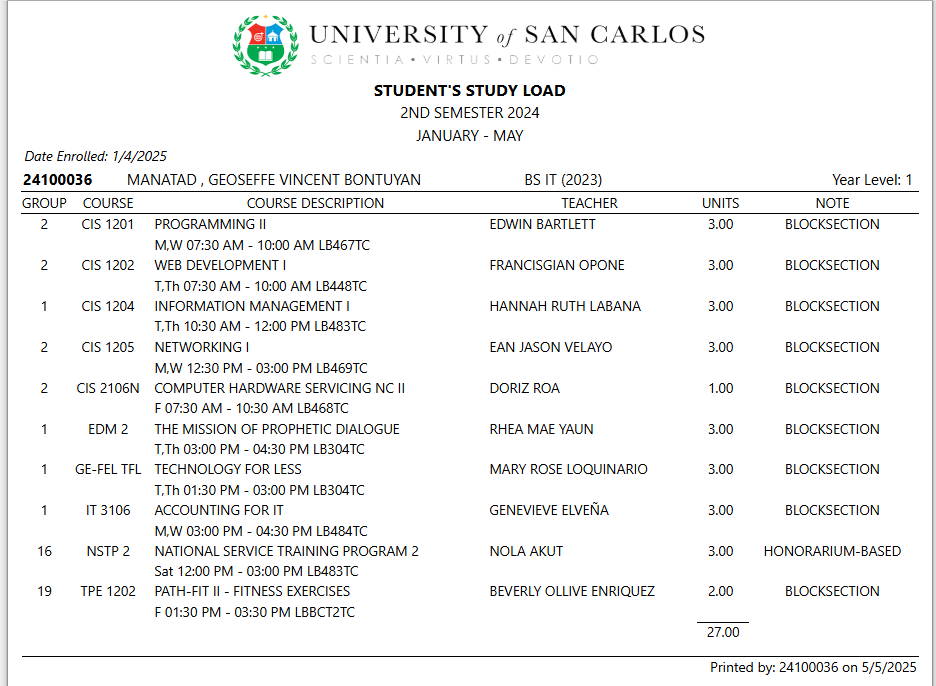 UNIVERSITY of SAN CARLOS
SCIENTIA • VIRTUS • DEVOTIO
STUDENT'S STUDY LOAD
2ND SEMESTER 2024
JANUARY - MAY
Date Enrolled: 1/4/2025
24100036 MANATAD , GEOSEFFE VINCENT BONTUYAN BS IT (2023) Year Level: 1
GROUP COURSE COURSE DESCRIPTION TEACHER UNITS NOTE
2 CIS 1201 PROGRAMMING II EDWIN BARTLETT 3.00 BLOCKSECTION
M,W 07:30 AM - 10:00 AM LB467TC
2 CIS 1202 WEB DEVELOPMENT I FRANCISGIAN OPONE 3.00 BLOCKSECTION
T,Th 07:30 AM - 10:00 AM LB448TC
1 CIS 1204 INFORMATION MANAGEMENT I HANNAH RUTH LABANA 3.00 BLOCKSECTION
T,Th 10:30 AM - 12:00 PM LB483TC
2 CIS 1205 NETWORKING I EAN JASON VELAYO 3.00 BLOCKSECTION
M,W 12:30 PM - 03:00 PM LB469TC
2 CIS 2106N COMPUTER HARDWARE SERVICING NC II DORIZ ROA 1.00 BLOCKSECTION
F 07:30 AM - 10:30 AM LB468TC
1 EDM 2 THE MISSION OF PROPHETIC DIALOGUE RHEA MAE YAUN 3.00 BLOCKSECTION
T,Th 03:00 PM - 04:30 PM LB304TC
1 GE-FEL TFL TECHNOLOGY FOR LESS MARY ROSE LOQUINARIO 3.00 BLOCKSECTION
T,Th 01:30 PM - 03:00 PM LB304TC
1 IT 3106 ACCOUNTING FOR IT GENEVIEVE ELVEÑA 3.00 BLOCKSECTION
M,W 03:00 PM - 04:30 PM LB484TC
16 NSTP 2 NATIONAL SERVICE TRAINING PROGRAM 2 NOLA AKUT 3.00 HONORARIUM-BASED
Sat 12:00 PM - 03:00 PM LB483TC
19 TPE 1202 PATH-FIT II - FITNESS EXERCISES BEVERLY OLLIVE ENRIQUEZ 2.00 BLOCKSECTION
F 01:30 PM - 03:30 PM LBBCT2TC
27.00
Printed by: 24100036 on 5/5/2025